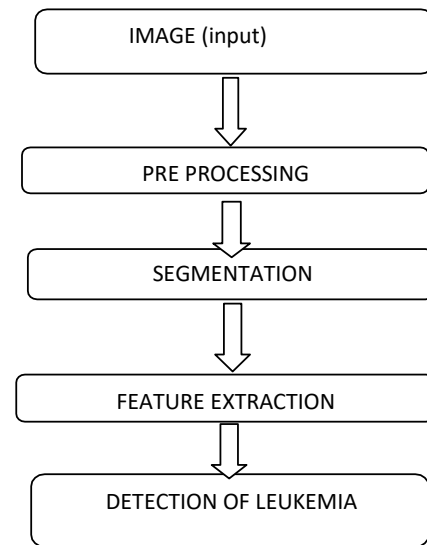 IMAGE (input)
PRE PROCESSING
SEGMENTATION
FEATURE EXTRACTION
DETECTION OF LEUKEMIA